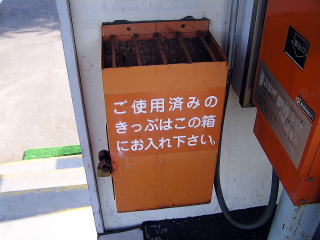 ご使用済みの
きっぷはこの箱
にお入れ下さい。